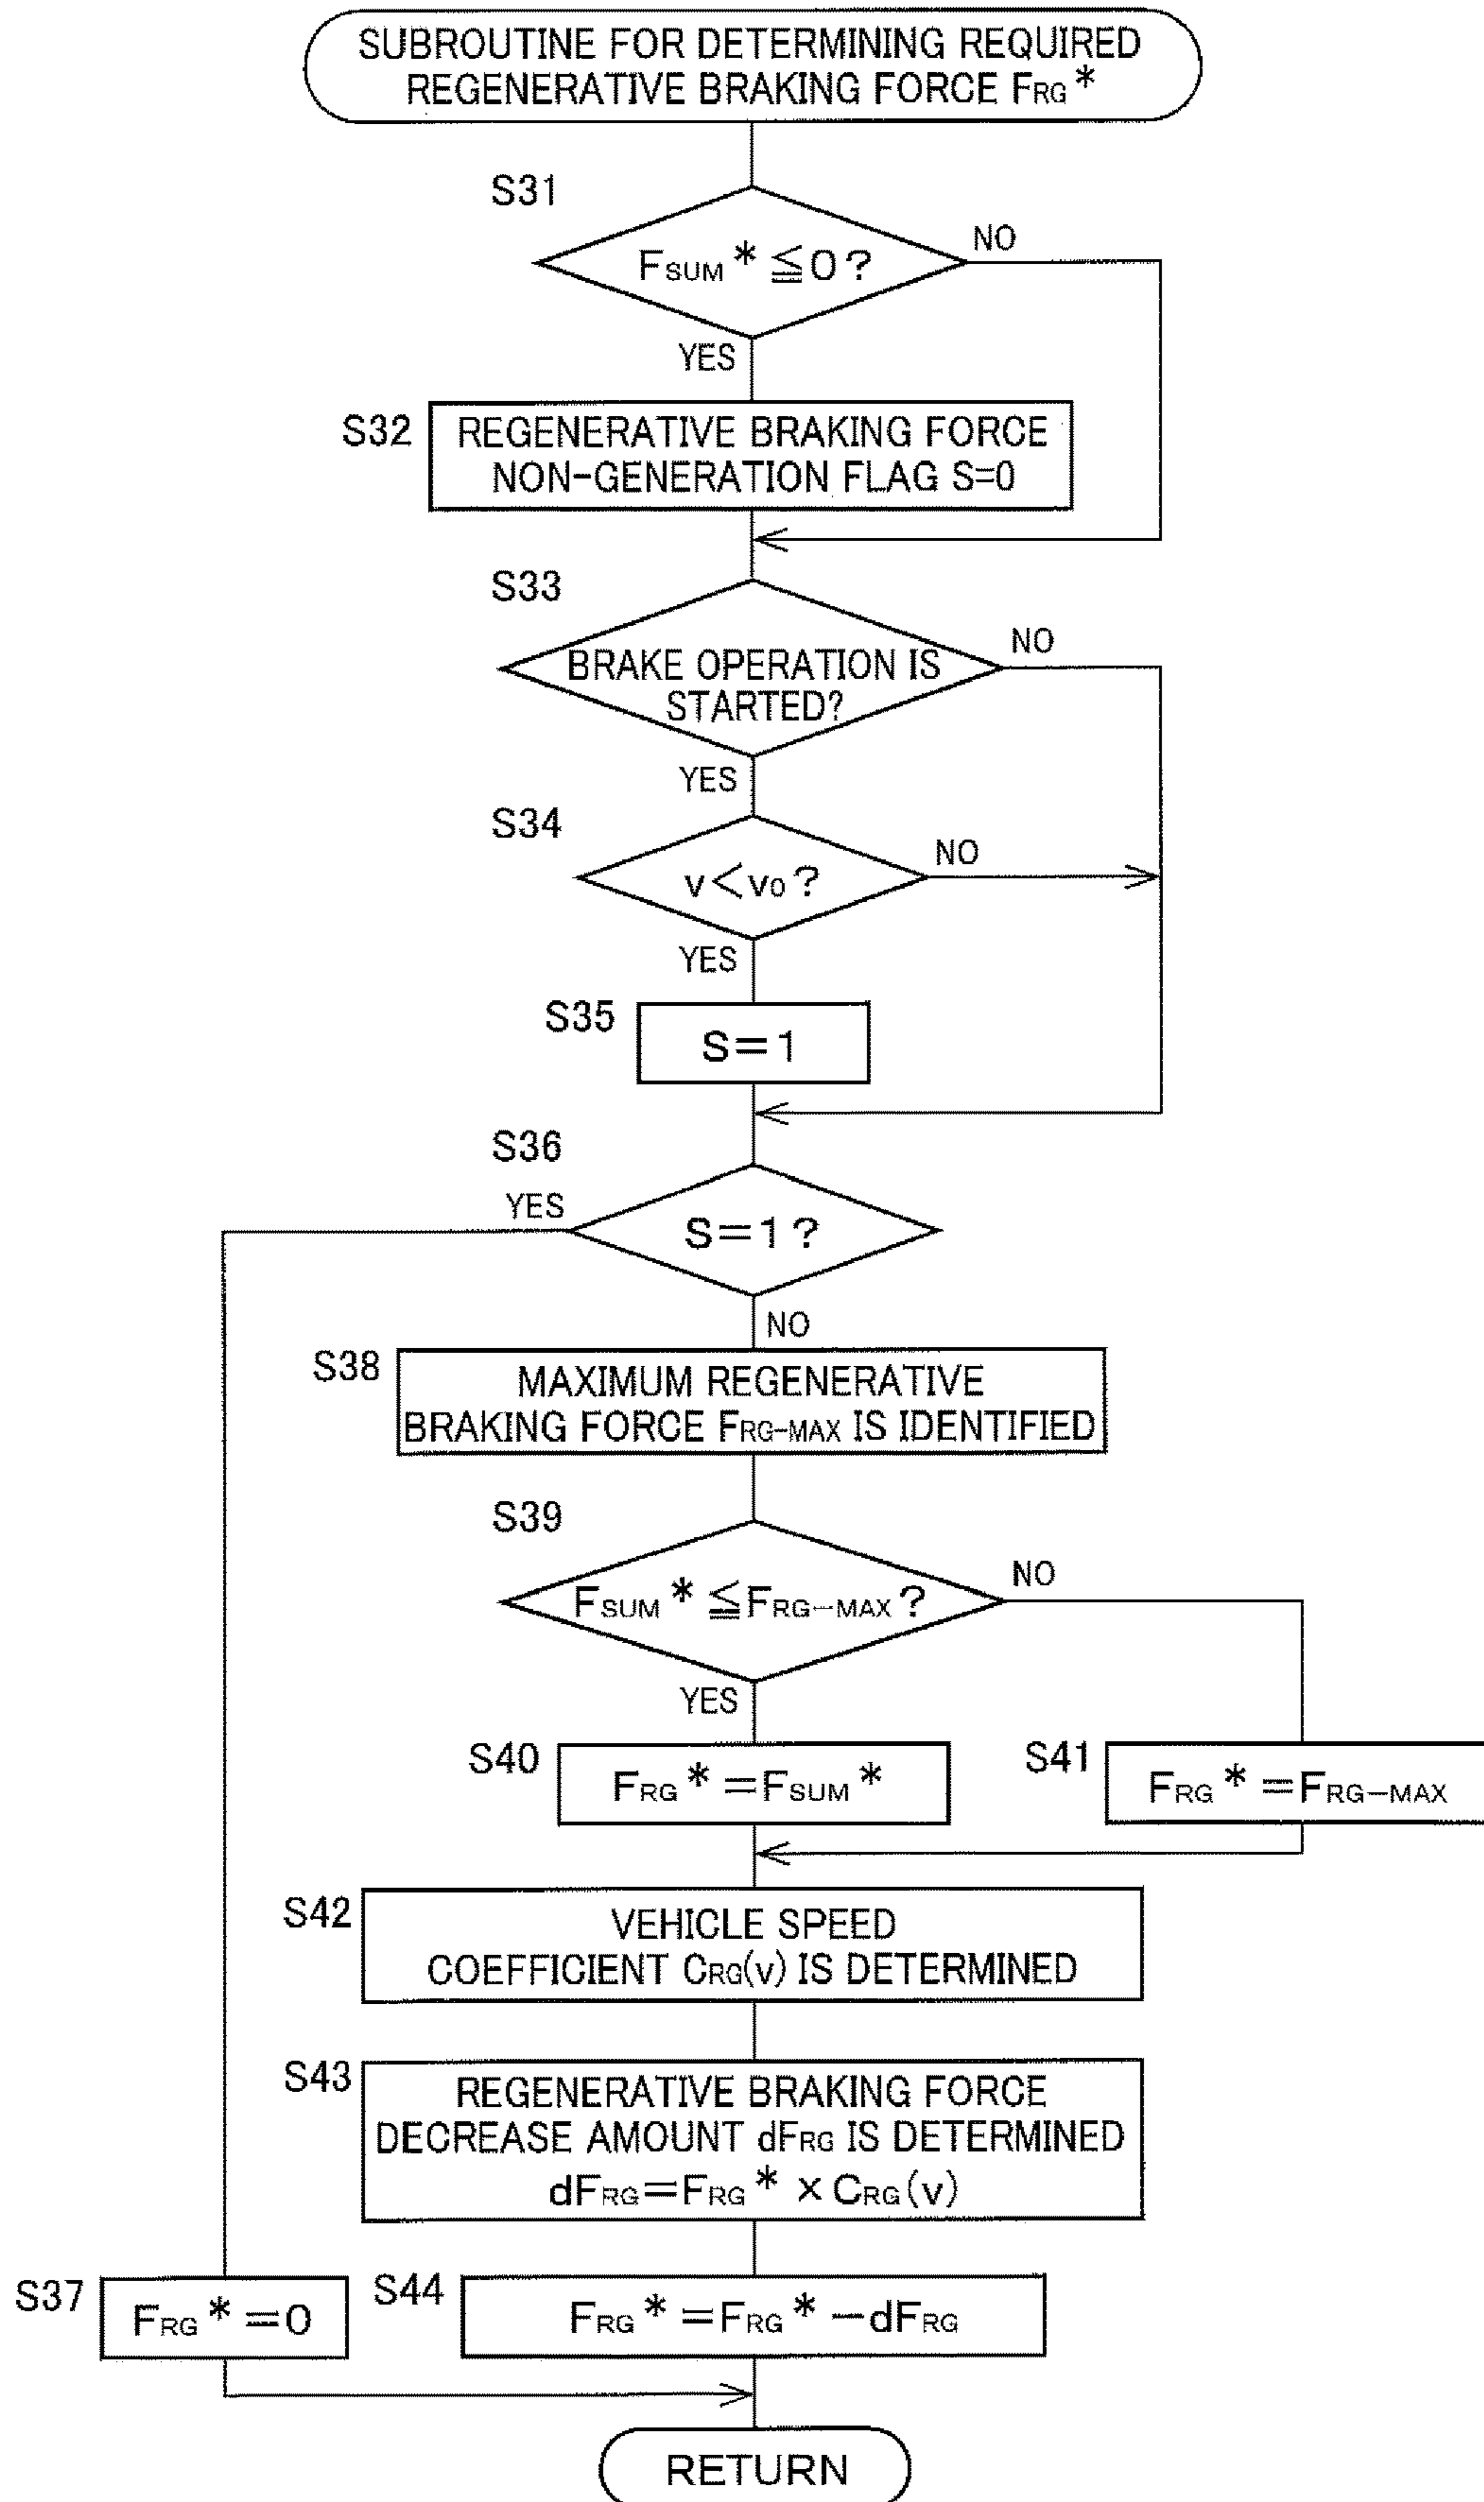 SUBROUTINE FOR DETERMINING REQUIRED
REGENERATIVE BRAKING FORCE FRG*
S31
FSUM* ≦0?
NO
YES
S32
REGENERATIVE BRAKING FORCE
NON-GENERATION FLAG S=0
S33
BRAKE OPERATION IS
STARTED?
NO
YES
S34
v<v0?
NO
YES
S35
S=1
S36
YES
S=1?
NO
S38
MAXIMUM REGENERATIVE
BRAKING FORCE FRG-MAX IS IDENTIFIED
S39
FSUM* ≦FRG-MAX?
NO
YES
S40
FRG* =FSUM*
S41
FRG* =FRG-MAX
S42
VEHICLE SPEED
COEFFICIENT CRG(v) IS DETERMINED
S43
REGENERATIVE BRAKING FORCE
DECREASE AMOUNT dFRG IS DETERMINED
dFRG=FRG* × CRG(v)
S37
FRG* =0
S44
FRG* =FRG* -dFRG
RETURN